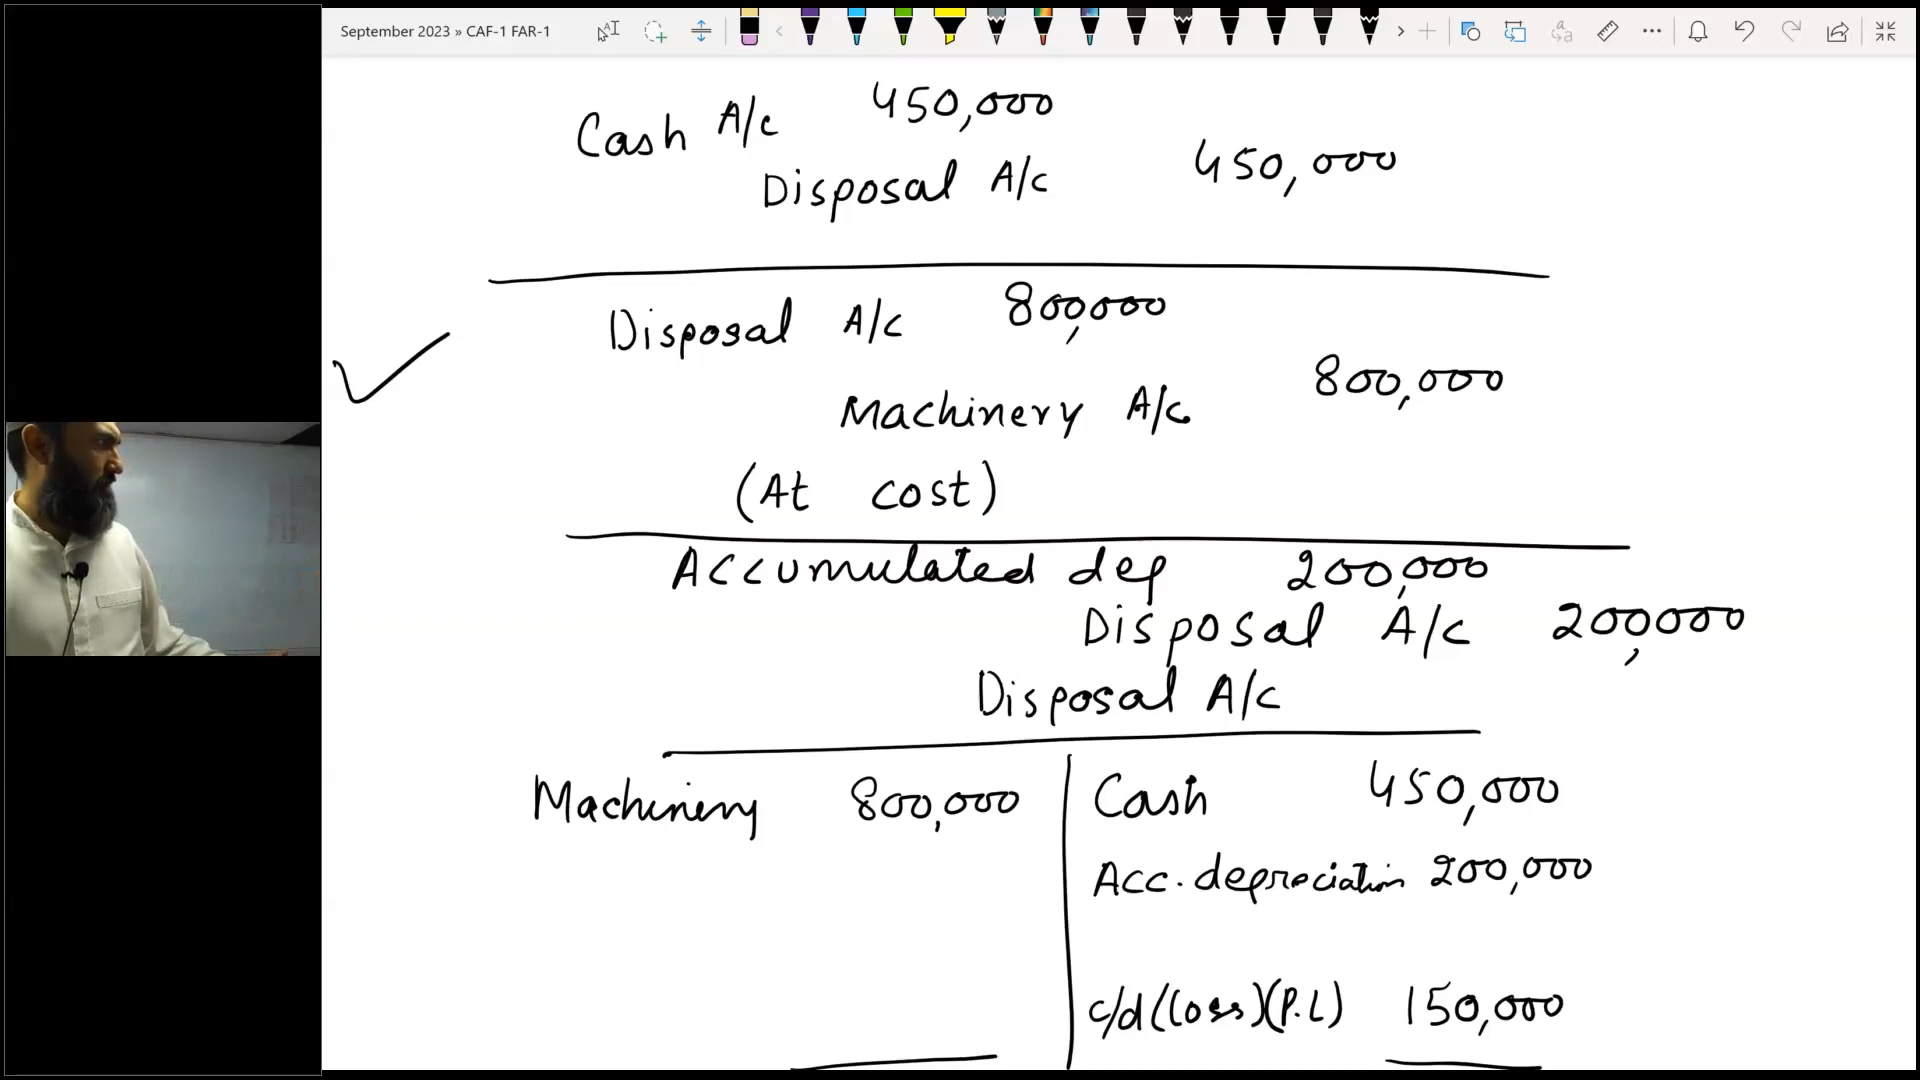 September 2023 » CAF-1 FAR-1
Cash A/c 450,000
Disposal A/c 450,000
Disposal A/c 800,000
Machinery A/c 800,000
(At cost)
Accumulated dep 200,000
Disposal A/c 200,000
Disposal A/c
Machinery 800,000 Cash 450,000
Acc. depreciation 200,000
c/d (Loss)(P.L) 150,000